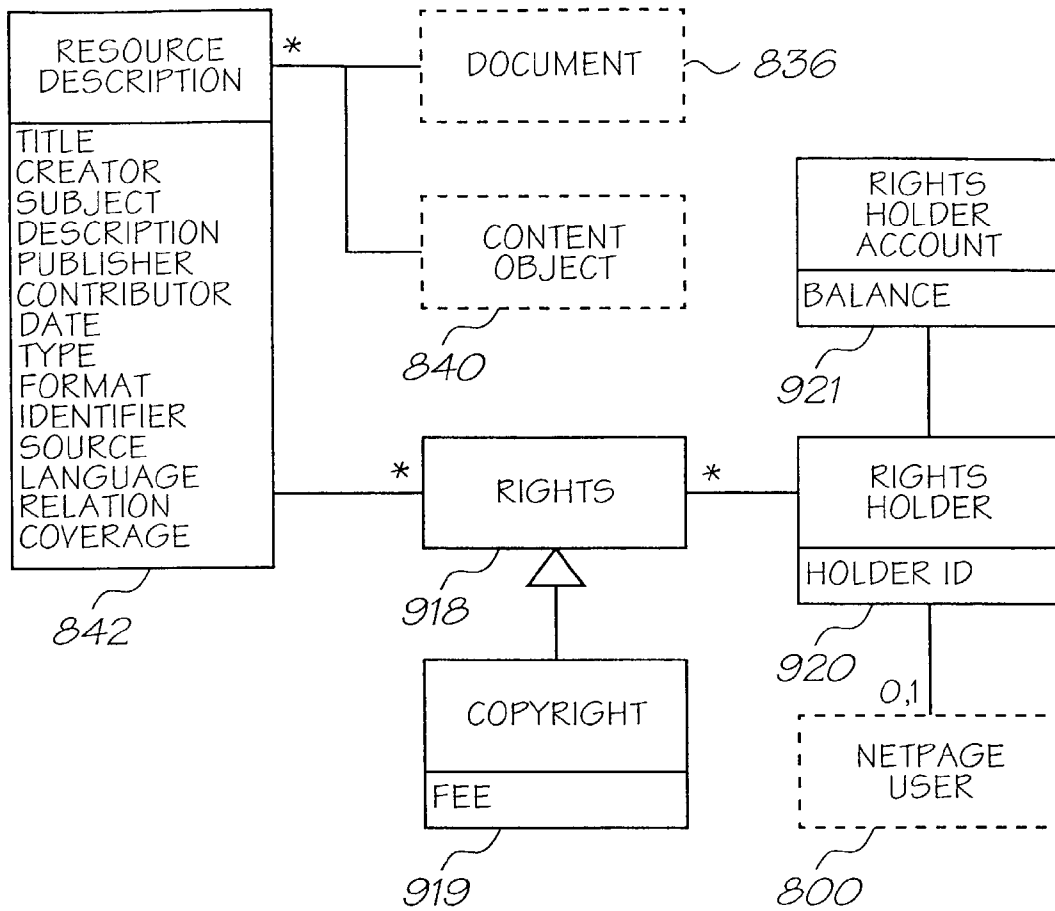 RESOURCE
DESCRIPTION
TITLE
CREATOR
SUBJECT
DESCRIPTION
PUBLISHER
CONTRIBUTOR
DATE
TYPE
FORMAT
IDENTIFIER
SOURCE
LANGUAGE
RELATION
COVERAGE
842
*
DOCUMENT
836
CONTENT
OBJECT
840
RIGHTS
HOLDER
ACCOUNT
BALANCE
921
*
RIGHTS
918
*
RIGHTS
HOLDER
HOLDER ID
920
COPYRIGHT
FEE
919
0,1
NETPAGE
USER
800